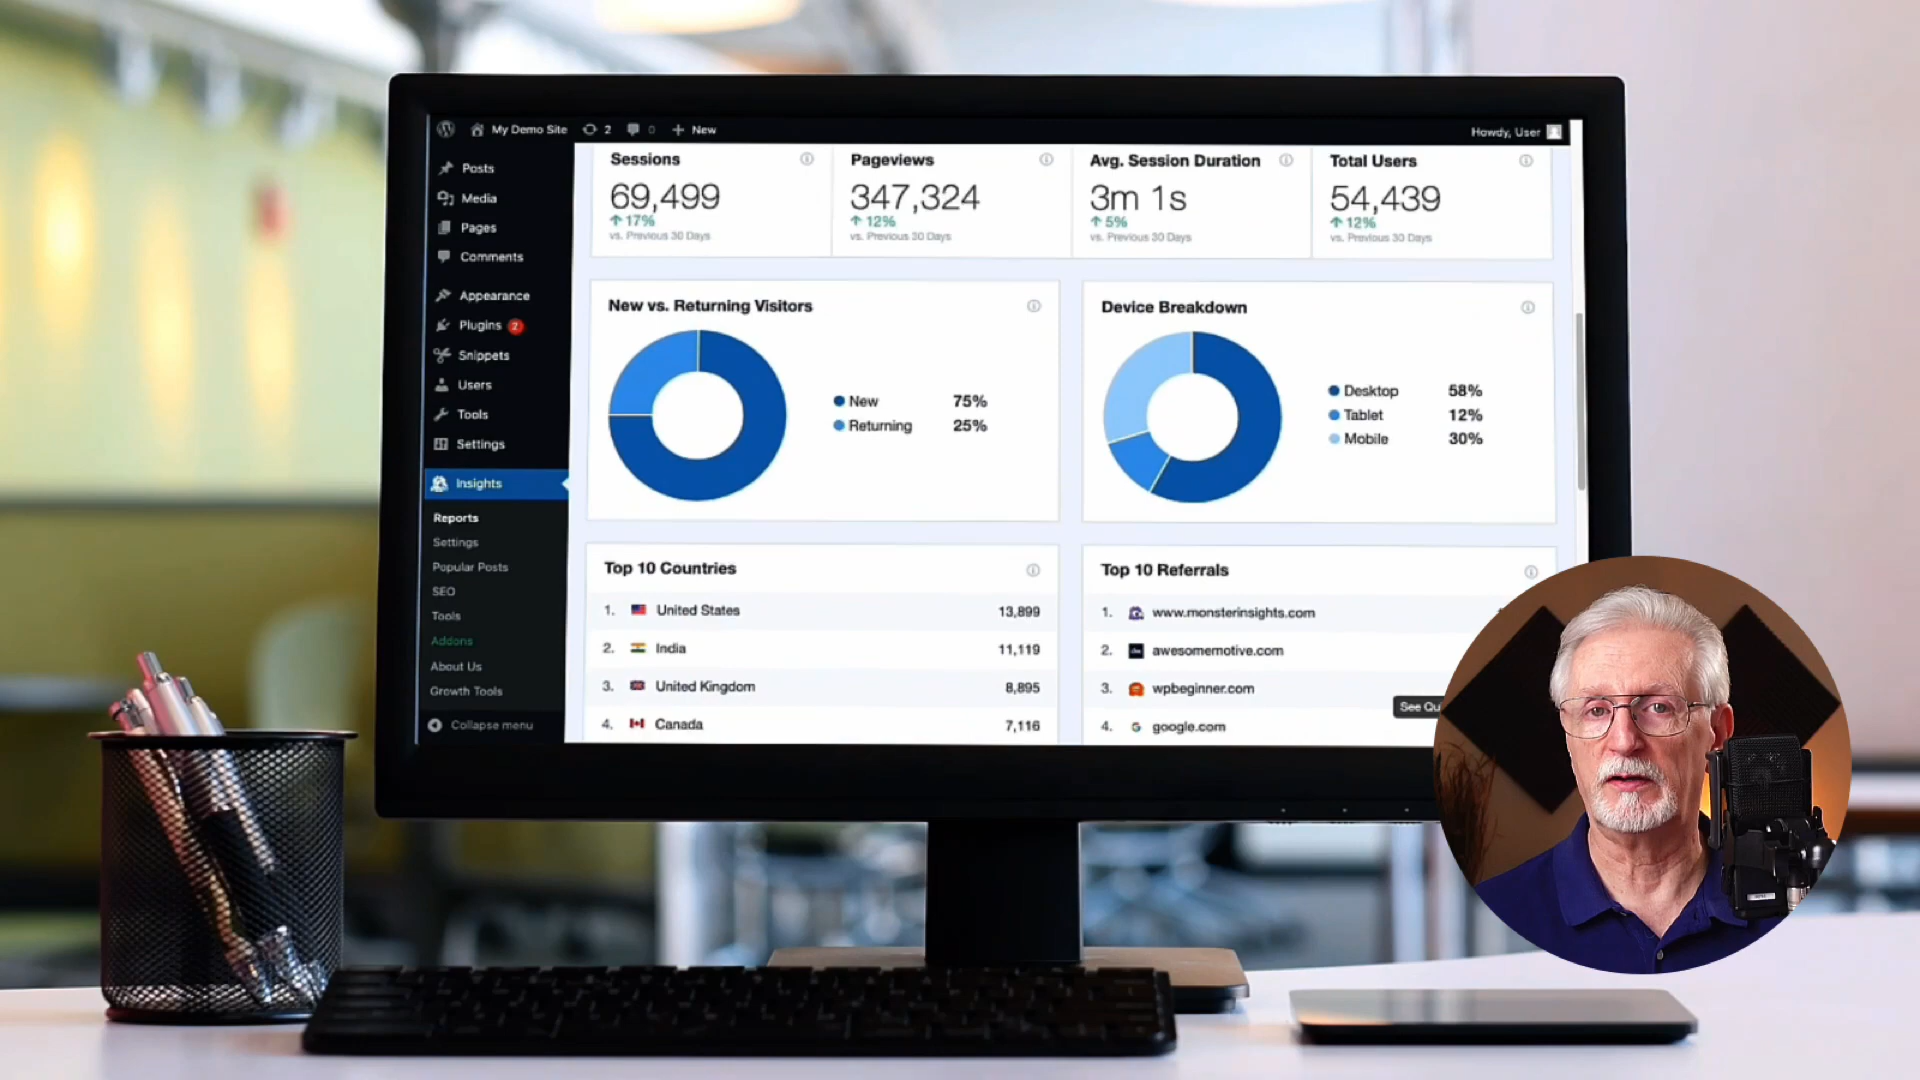 My Demo Site 2 0 New
Howdy, User
Posts
Media
Pages
Comments
Appearance
Plugins 2
Snippets
Users
Tools
Settings
Insights
Reports
Settings
Popular Posts
SEO
Tools
Addons
About Us
Growth Tools
Collapse menu
Sessions
69,499
17%
vs. Previous 30 Days
Pageviews
347,324
12%
vs. Previous 30 Days
Avg. Session Duration
3m 1s
5%
vs. Previous 30 Days
Total Users
54,439
12%
vs. Previous 30 Days
New vs. Returning Visitors
New 75%
Returning 25%
Device Breakdown
Desktop 58%
Tablet 12%
Mobile 30%
Top 10 Countries
1. United States 13,899
2. India 11,119
3. United Kingdom 8,895
4. Canada 7,116
Top 10 Referrals
1. www.monsterinsights.com
2. awesomemotive.com
3. wpbeginner.com
4. google.com
See